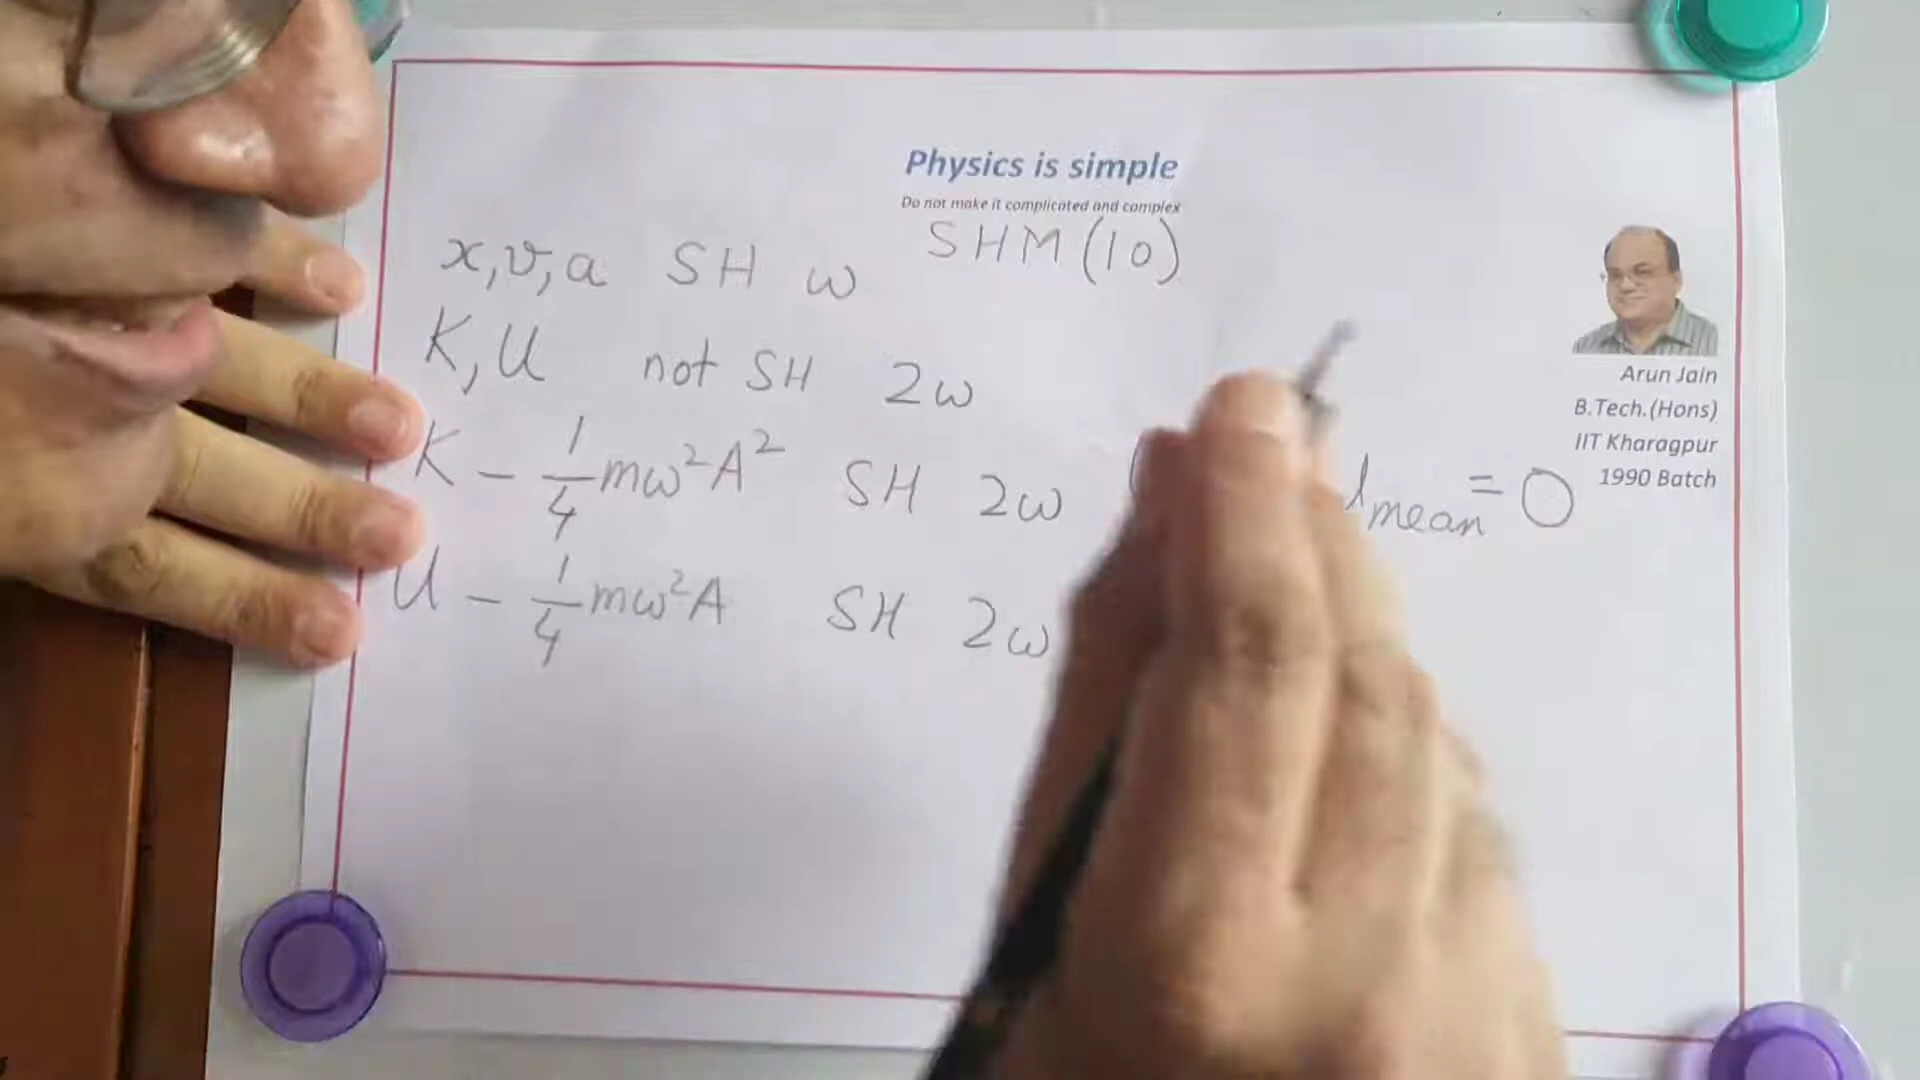 Physics is simple
Do not make it complicated and complex
SHM (10)
x, v, a SH ω
K, U not SH 2ω
K - 1/4 mω²A² SH 2ω
mean = 0
U - 1/4 mω²A SH 2ω
Arun Jain
B.Tech.(Hons)
IIT Kharagpur
1990 Batch